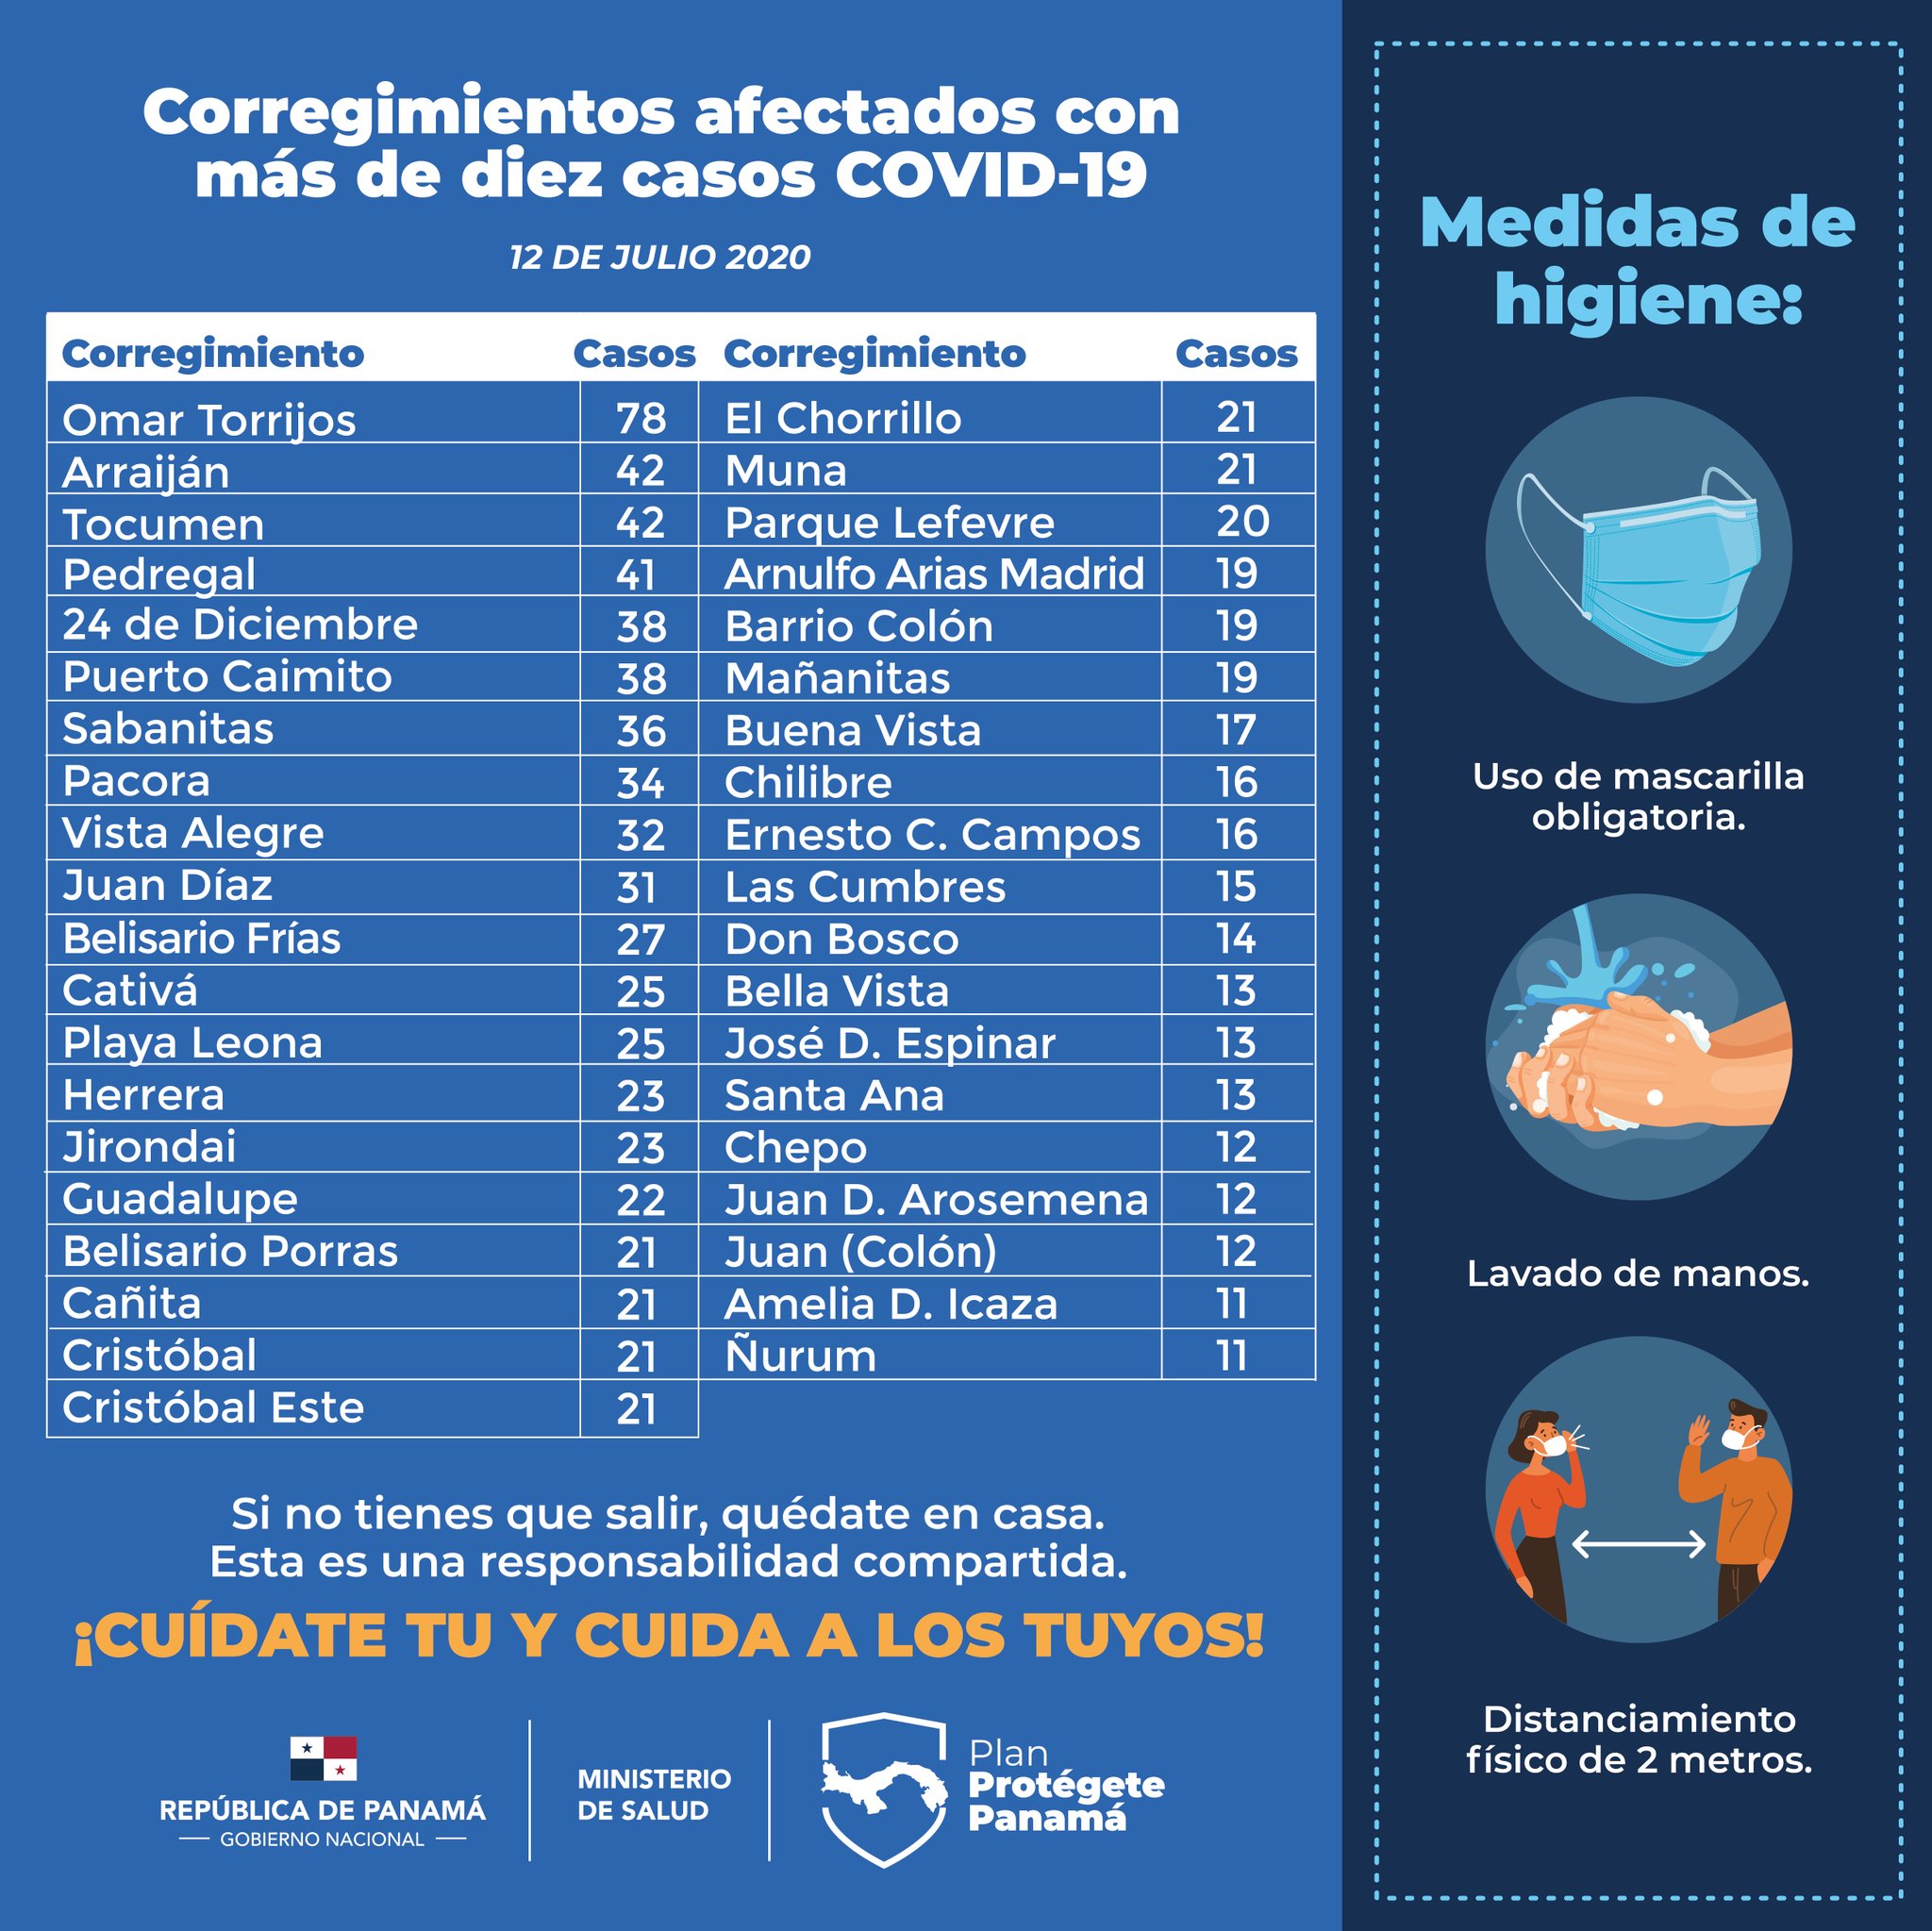 Corregimientos afectados con
más de diez casos COVID-19
12 DE JULIO 2020
Corregimiento Casos Corregimiento Casos
Omar Torrijos 78 El Chorrillo 21
Arraiján 42 Muna 21
Tocumen 42 Parque Lefevre 20
Pedregal 41 Arnulfo Arias Madrid 19
24 de Diciembre 38 Barrio Colón 19
Puerto Caimito 38 Mañanitas 19
Sabanitas 36 Buena Vista 17
Pacora 34 Chilibre 16
Vista Alegre 32 Ernesto C. Campos 16
Juan Díaz 31 Las Cumbres 15
Belisario Frías 27 Don Bosco 14
Cativá 25 Bella Vista 13
Playa Leona 25 José D. Espinar 13
Herrera 23 Santa Ana 13
Jirondai 23 Chepo 12
Guadalupe 22 Juan D. Arosemena 12
Belisario Porras 21 Juan (Colón) 12
Cañita 21 Amelia D. Icaza 11
Cristóbal 21 Ñurum 11
Cristóbal Este 21
Si no tienes que salir, quédate en casa.
Esta es una responsabilidad compartida.
¡CUÍDATE TU Y CUIDA A LOS TUYOS!
REPÚBLICA DE PANAMÁ
GOBIERNO NACIONAL
MINISTERIO
DE SALUD
Plan
Protégete
Panamá
Medidas de
higiene:
Uso de mascarilla
obligatoria.
Lavado de manos.
Distanciamiento
físico de 2 metros.